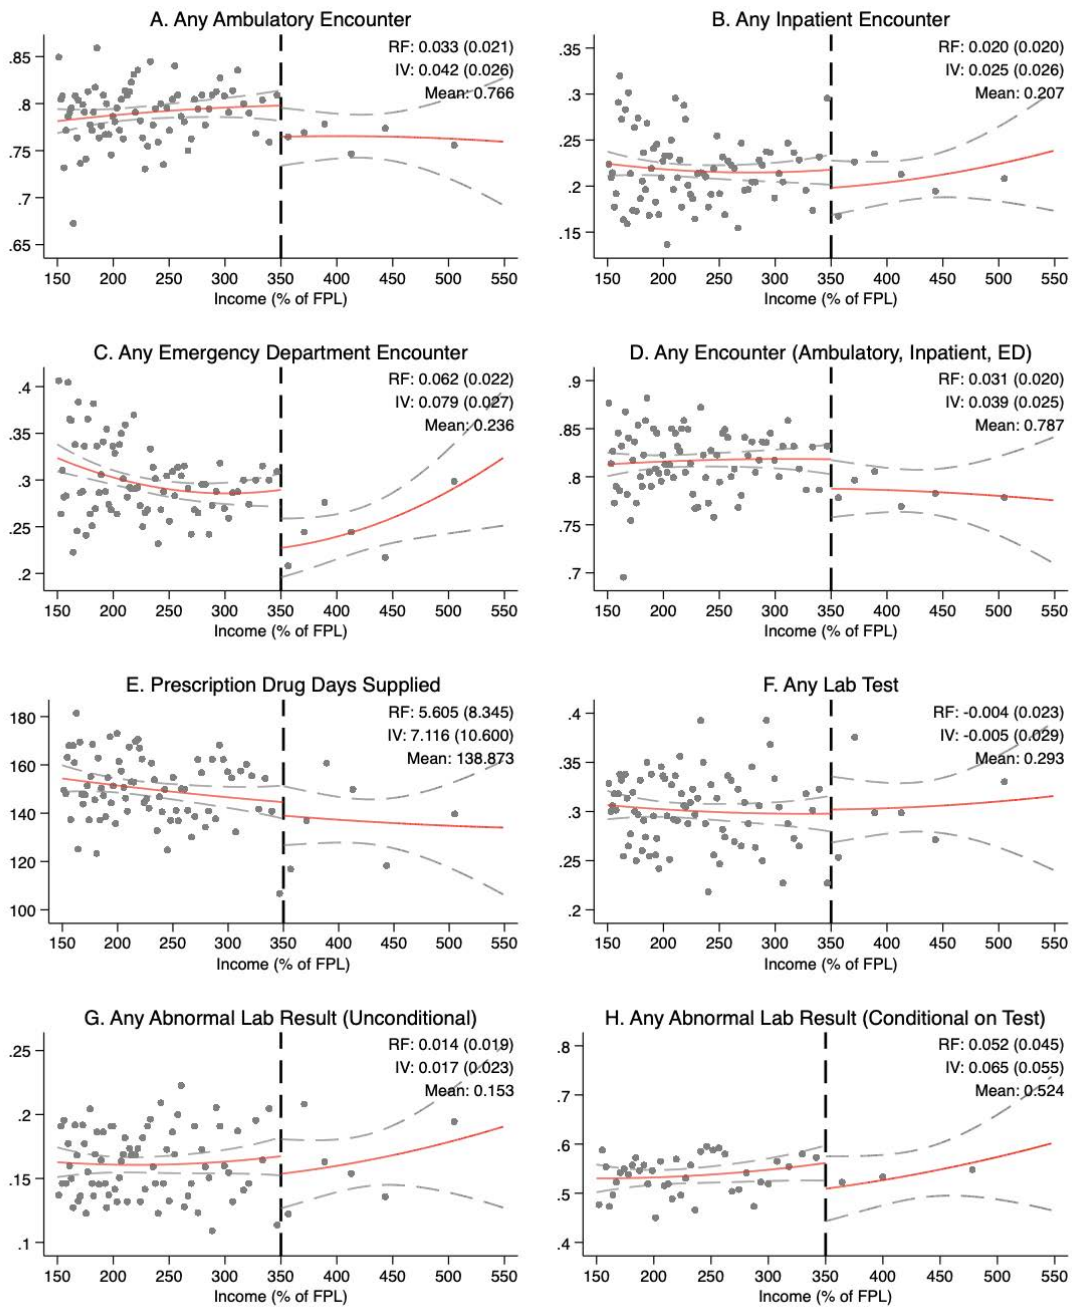 A. Any Ambulatory Encounter
RF: 0.033 (0.021)
IV: 0.042 (0.026)
Mean: 0.766
.85
.8
.75
.7
.65
150 200 250 300 350 400 450 500 550
Income (% of FPL)
B. Any Inpatient Encounter
RF: 0.020 (0.020)
IV: 0.025 (0.026)
Mean: 0.207
.35
.3
.25
.2
.15
150 200 250 300 350 400 450 500 550
Income (% of FPL)
C. Any Emergency Department Encounter
RF: 0.062 (0.022)
IV: 0.079 (0.027)
Mean: 0.236
.4
.35
.3
.25
.2
150 200 250 300 350 400 450 500 550
Income (% of FPL)
D. Any Encounter (Ambulatory, Inpatient, ED)
RF: 0.031 (0.020)
IV: 0.039 (0.025)
Mean: 0.787
.9
.85
.8
.75
.7
150 200 250 300 350 400 450 500 550
Income (% of FPL)
E. Prescription Drug Days Supplied
RF: 5.605 (8.345)
IV: 7.116 (10.600)
Mean: 138.873
180
160
140
120
100
150 200 250 300 350 400 450 500 550
Income (% of FPL)
F. Any Lab Test
RF: -0.004 (0.023)
IV: -0.005 (0.029)
Mean: 0.293
.4
.35
.3
.25
.2
150 200 250 300 350 400 450 500 550
Income (% of FPL)
G. Any Abnormal Lab Result (Unconditional)
RF: 0.014 (0.019)
IV: 0.017 (0.023)
Mean: 0.153
.25
.2
.15
.1
150 200 250 300 350 400 450 500 550
Income (% of FPL)
H. Any Abnormal Lab Result (Conditional on Test)
RF: 0.052 (0.045)
IV: 0.065 (0.055)
Mean: 0.524
.8
.7
.6
.5
.4
150 200 250 300 350 400 450 500 550
Income (% of FPL)